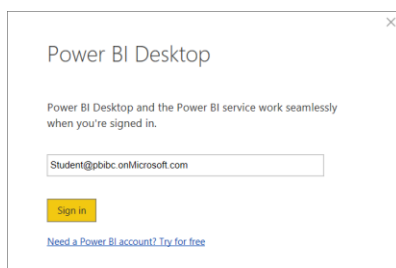 Power BI Desktop
Power BI Desktop and the Power BI service work seamlessly
when you're signed in.
Student@pbibc.onMicrosoft.com
Sign in
Need a Power BI account? Try for free